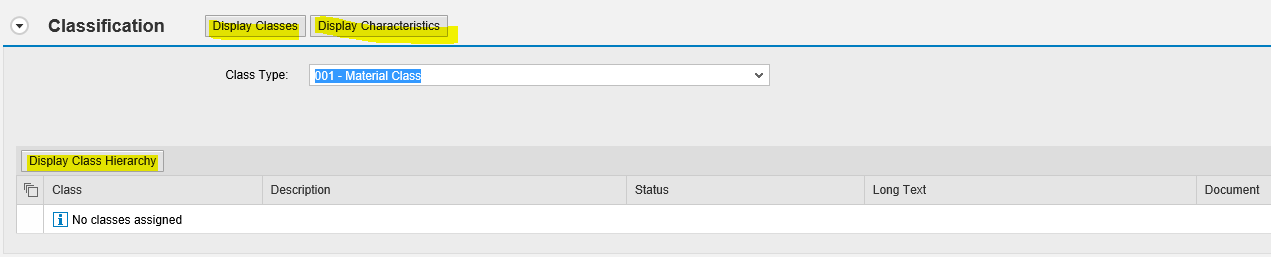 Classification Display Classes Display Characteristics
Class Type: 001 - Material Class
Display Class Hierarchy
Class Description Status Long Text Document
No classes assigned